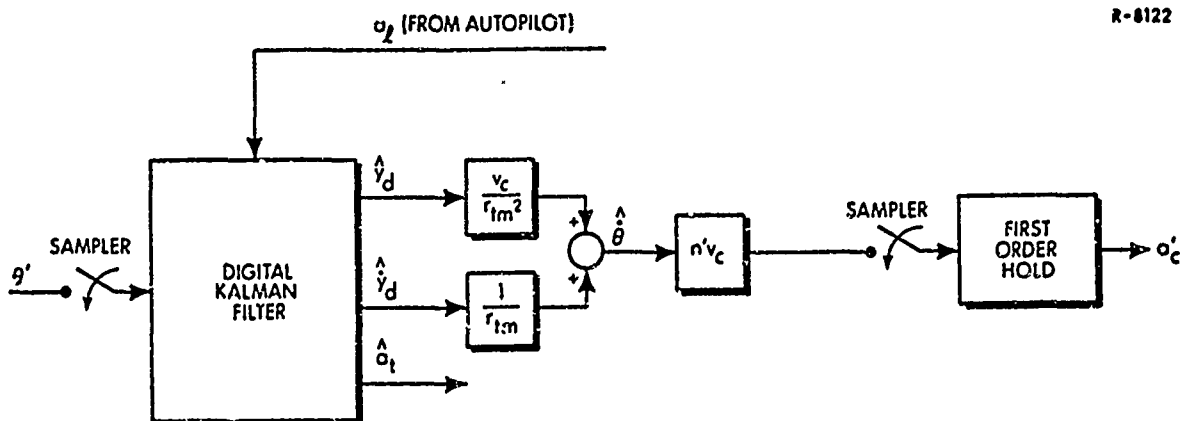 R-8122
a_ℓ (FROM AUTOPILOT)
SAMPLER
θ'
DIGITAL
KALMAN
FILTER
ŷ_d
v_c
r_tm²
ẏ̂_d
1
r_tm
â_t
+
+
θ̇̂
n'v_c
SAMPLER
FIRST
ORDER
HOLD
a'_c